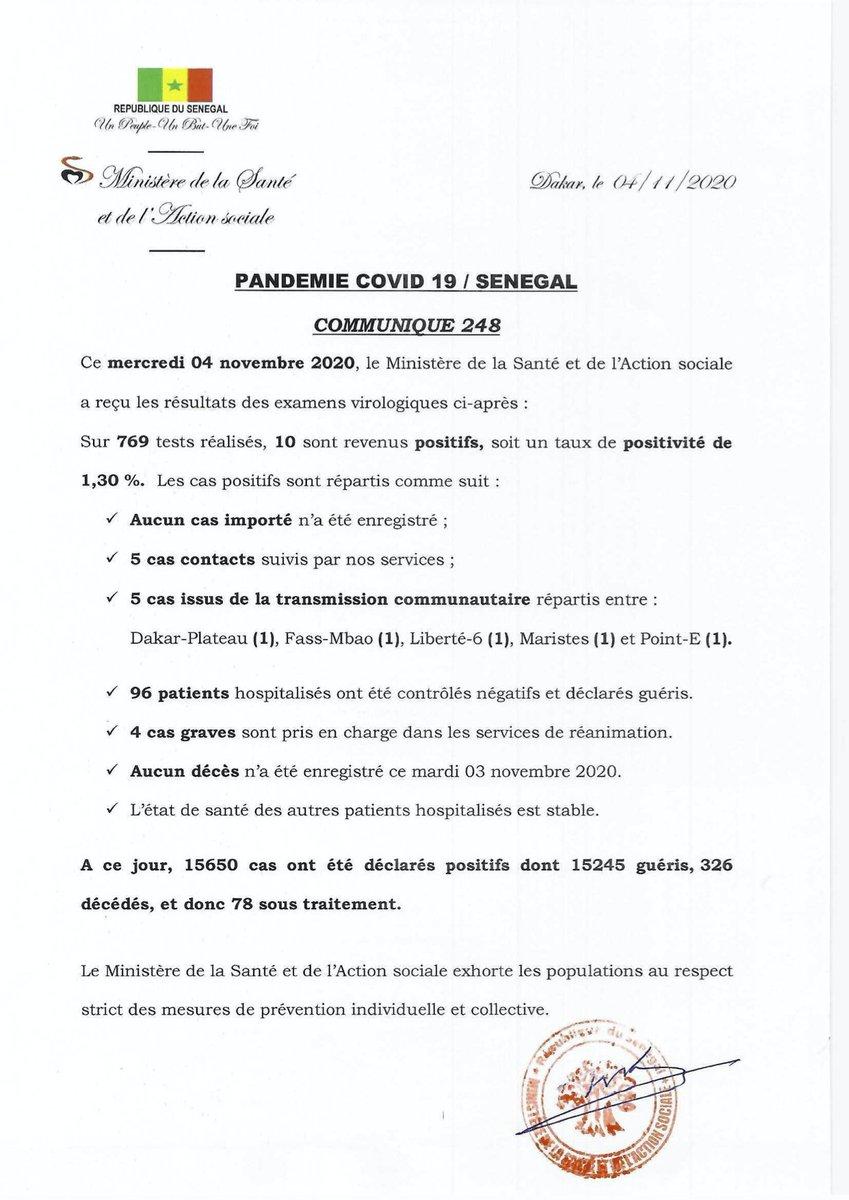 REPUBLIQUE DU SENEGAL
Un Peuple-Un But-Une Foi
Ministère de la Santé
et de l'Action sociale
Dakar, le 04/11/2020
PANDEMIE COVID 19 / SENEGAL
COMMUNIQUE 248
Ce mercredi 04 novembre 2020, le Ministère de la Santé et de l'Action sociale
a reçu les résultats des examens virologiques ci-après :
Sur 769 tests réalisés, 10 sont revenus positifs, soit un taux de positivité de
1,30 %. Les cas positifs sont répartis comme suit :
✓ Aucun cas importé n'a été enregistré ;
✓ 5 cas contacts suivis par nos services ;
✓ 5 cas issus de la transmission communautaire répartis entre :
Dakar-Plateau (1), Fass-Mbao (1), Liberté-6 (1), Maristes (1) et Point-E (1).
✓ 96 patients hospitalisés ont été contrôlés négatifs et déclarés guéris.
✓ 4 cas graves sont pris en charge dans les services de réanimation.
✓ Aucun décès n'a été enregistré ce mardi 03 novembre 2020.
✓ L'état de santé des autres patients hospitalisés est stable.
A ce jour, 15650 cas ont été déclarés positifs dont 15245 guéris, 326
décédés, et donc 78 sous traitement.
Le Ministère de la Santé et de l'Action sociale exhorte les populations au respect
strict des mesures de prévention individuelle et collective.
République du Sénégal
DE L'ACTION SOCIALE